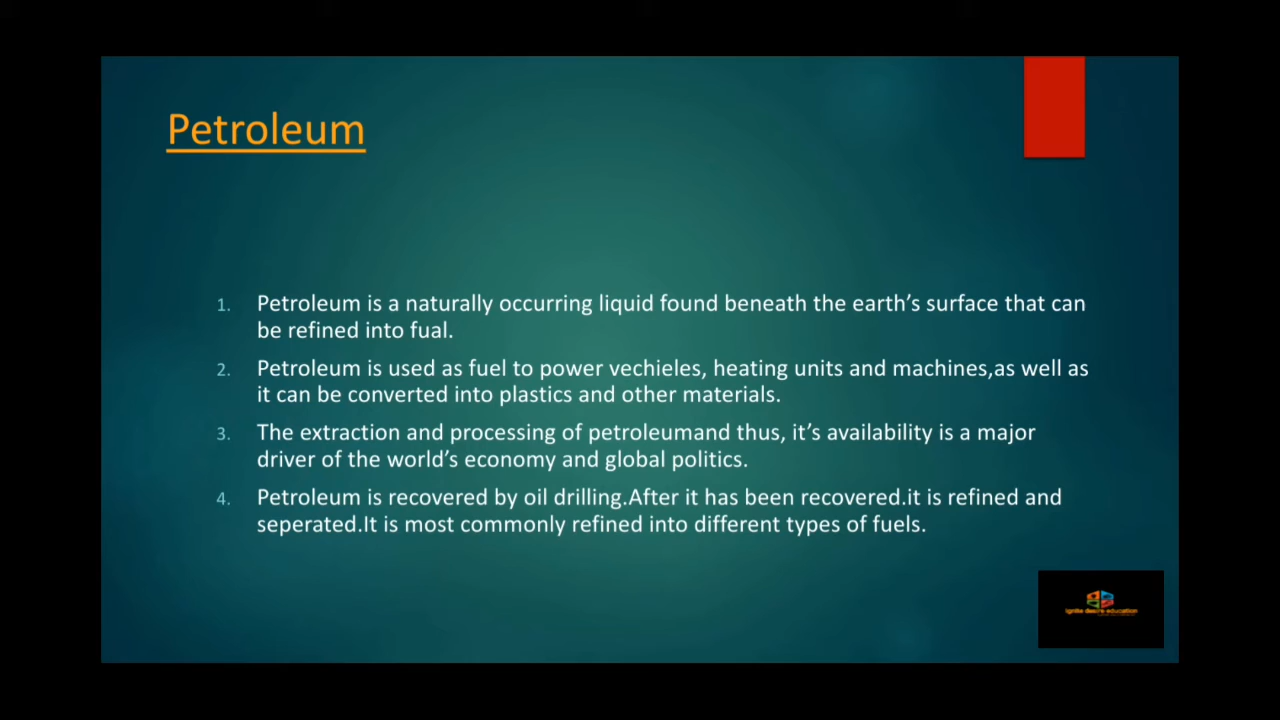 Petroleum
1. Petroleum is a naturally occurring liquid found beneath the earth’s surface that can
be refined into fual.
2. Petroleum is used as fuel to power vechieles, heating units and machines,as well as
it can be converted into plastics and other materials.
3. The extraction and processing of petroleumand thus, it’s availability is a major
driver of the world’s economy and global politics.
4. Petroleum is recovered by oil drilling.After it has been recovered.it is refined and
seperated.It is most commonly refined into different types of fuels.
ignite desire education